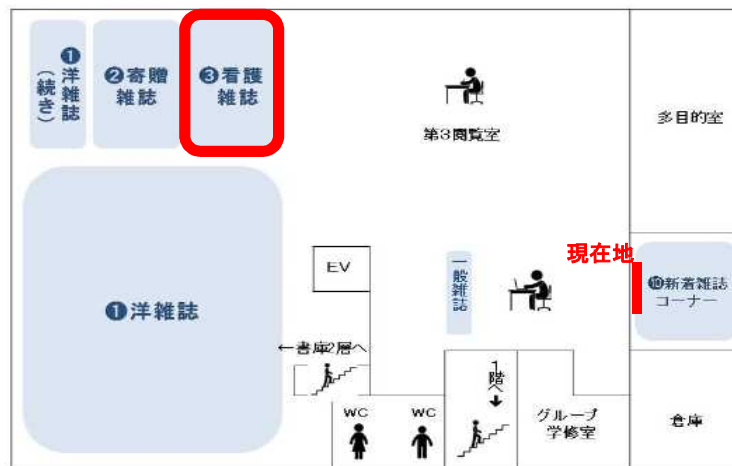 ❶洋雑誌
（続き）
❷寄贈
雑誌
❸看護
雑誌
第3閲覧室
多目的室
現在地
❿新着雑誌
コーナー
一般雑誌
EV
❶洋雑誌
←書庫2層へ
1階へ
↓
WC
WC
グループ
学修室
倉庫